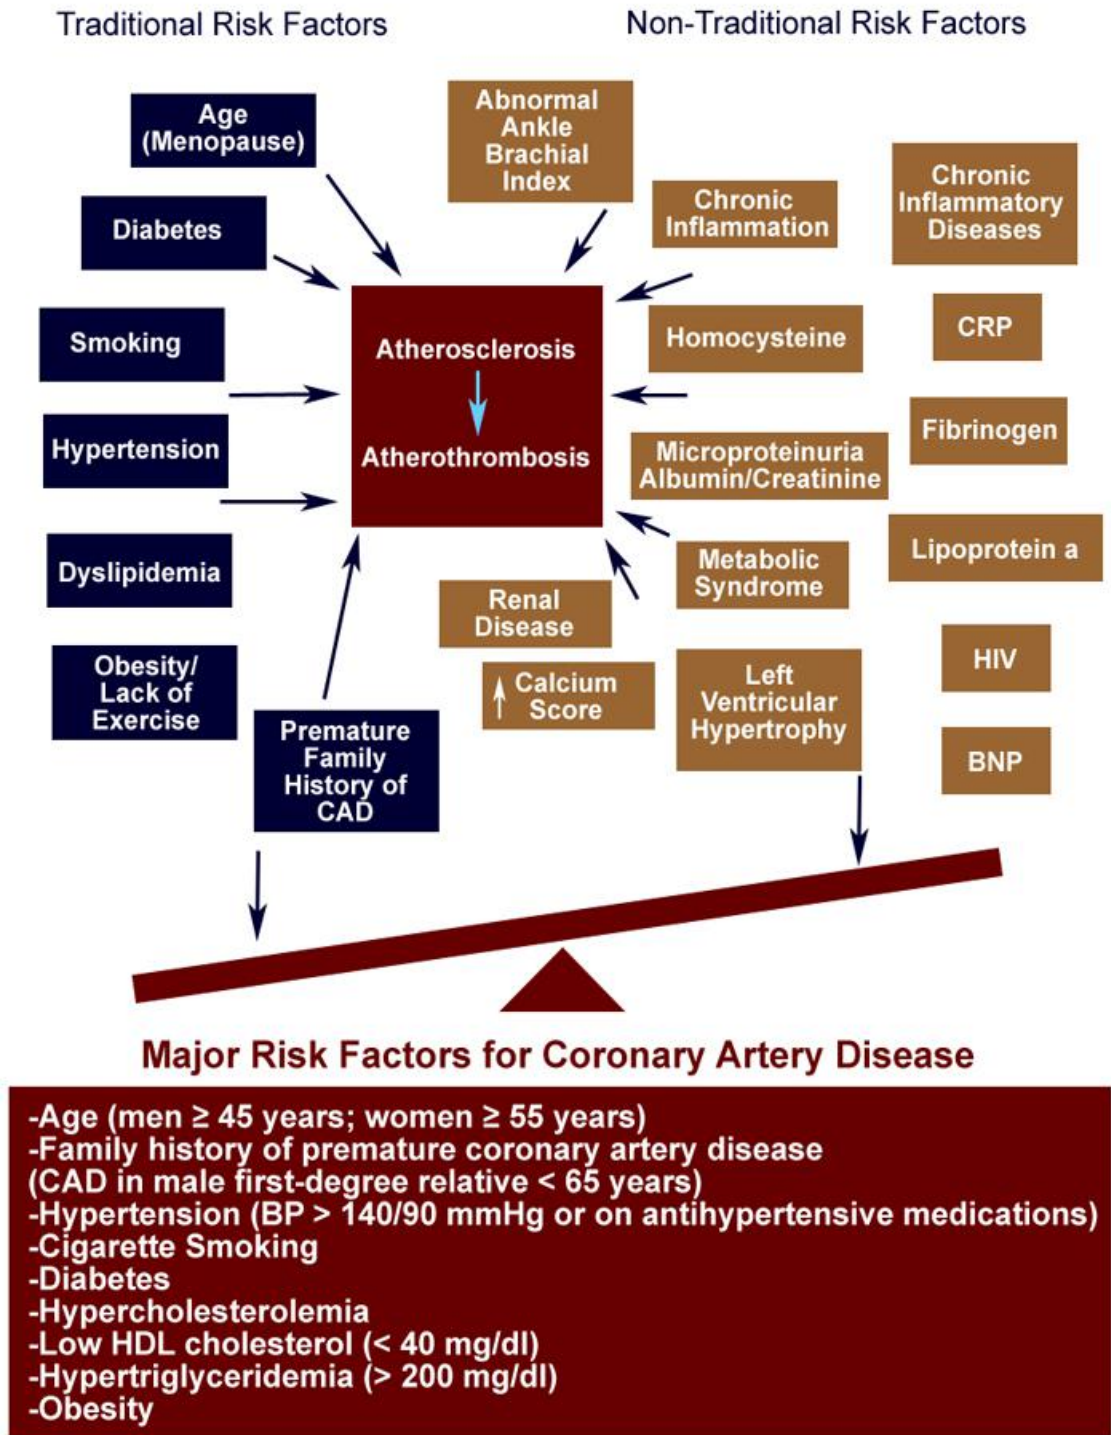 Traditional Risk Factors
Non-Traditional Risk Factors
Age
(Menopause)
Diabetes
Smoking
Hypertension
Dyslipidemia
Obesity/
Lack of
Exercise
Premature
Family
History of
CAD
Atherosclerosis
Atherothrombosis
Abnormal
Ankle
Brachial
Index
Chronic
Inflammation
Homocysteine
Microproteinuria
Albumin/Creatinine
Metabolic
Syndrome
Renal
Disease
Calcium
Score
Left
Ventricular
Hypertrophy
Chronic
Inflammatory
Diseases
CRP
Fibrinogen
Lipoprotein a
HIV
BNP
Major Risk Factors for Coronary Artery Disease
-Age (men ≥ 45 years; women ≥ 55 years)
-Family history of premature coronary artery disease
(CAD in male first-degree relative < 65 years)
-Hypertension (BP > 140/90 mmHg or on antihypertensive medications)
-Cigarette Smoking
-Diabetes
-Hypercholesterolemia
-Low HDL cholesterol (< 40 mg/dl)
-Hypertriglyceridemia (> 200 mg/dl)
-Obesity